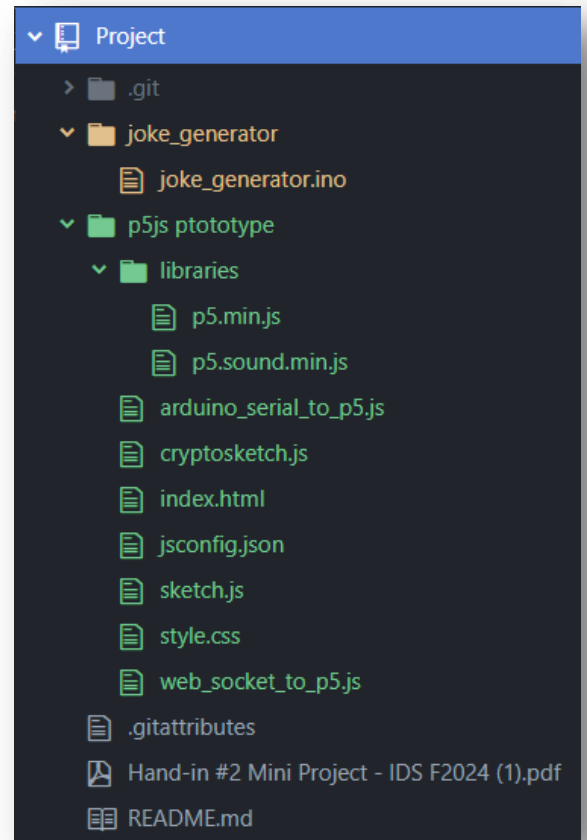 Project
.git
joke_generator
joke_generator.ino
p5js ptototype
libraries
p5.min.js
p5.sound.min.js
arduino_serial_to_p5.js
cryptosketch.js
index.html
jsconfig.json
sketch.js
style.css
web_socket_to_p5.js
.gitattributes
Hand-in #2 Mini Project - IDS F2024 (1).pdf
README.md